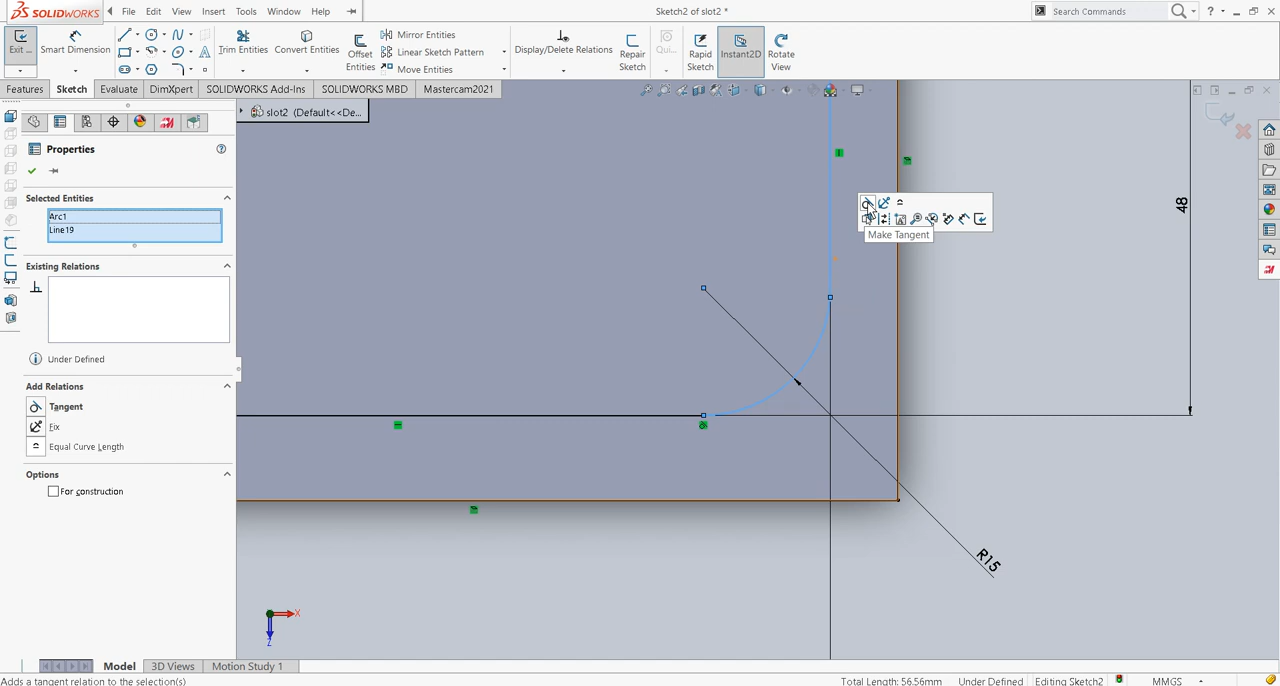 SOLIDWORKS File Edit View Insert Tools Window Help Sketch2 of slot2 * Search Commands ?
Exit ... Smart Dimension Trim Entities Convert Entities Offset Entities Mirror Entities Linear Sketch Pattern Move Entities Display/Delete Relations Repair Sketch Qui... Rapid Sketch Instant2D Rotate View
Features Sketch Evaluate DimXpert SOLIDWORKS Add-Ins SOLIDWORKS MBD Mastercam2021
slot2 (Default<<De...
Properties
Selected Entities
Arc1
Line19
Existing Relations
Under Defined
Add Relations
Tangent
Fix
Equal Curve Length
Options
For construction
48
Make Tangent
R15
X
Z
Model 3D Views Motion Study 1
Adds a tangent relation to the selection(s) Total Length: 56.56mm Under Defined Editing Sketch2 MMGS